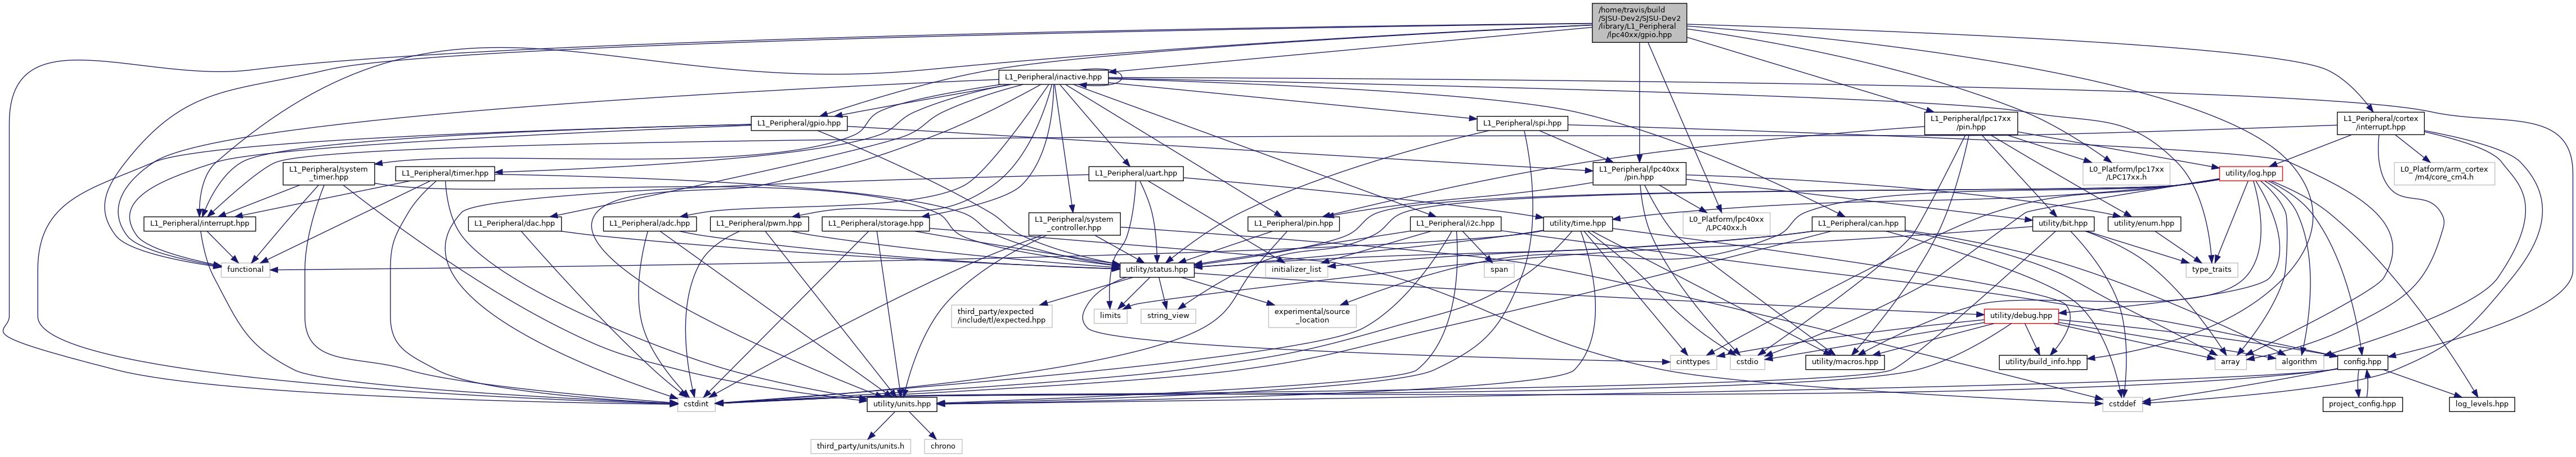 /home/travis/build
/SJSU-Dev2/SJSU-Dev2
/library/L1_Peripheral
/lpc40xx/gpio.hpp
L1_Peripheral/inactive.hpp
L1_Peripheral/gpio.hpp
L1_Peripheral/spi.hpp
L1_Peripheral/lpc17xx
/pin.hpp
L1_Peripheral/cortex
/interrupt.hpp
L1_Peripheral/system
_timer.hpp
L1_Peripheral/timer.hpp
L1_Peripheral/uart.hpp
L1_Peripheral/lpc40xx
/pin.hpp
L0_Platform/lpc17xx
/LPC17xx.h
utility/log.hpp
L0_Platform/arm_cortex
/m4/core_cm4.h
L1_Peripheral/interrupt.hpp
L1_Peripheral/dac.hpp
L1_Peripheral/adc.hpp
L1_Peripheral/pwm.hpp
L1_Peripheral/storage.hpp
L1_Peripheral/system
_controller.hpp
L1_Peripheral/pin.hpp
L1_Peripheral/i2c.hpp
utility/time.hpp
L0_Platform/lpc40xx
/LPC40xx.h
L1_Peripheral/can.hpp
utility/bit.hpp
utility/enum.hpp
functional
utility/status.hpp
initializer_list
span
type_traits
third_party/expected
/include/tl/expected.hpp
limits
string_view
experimental/source
_location
utility/debug.hpp
cinttypes
cstdio
utility/macros.hpp
utility/build_info.hpp
array
algorithm
config.hpp
cstdint
utility/units.hpp
cstddef
project_config.hpp
log_levels.hpp
third_party/units/units.h
chrono